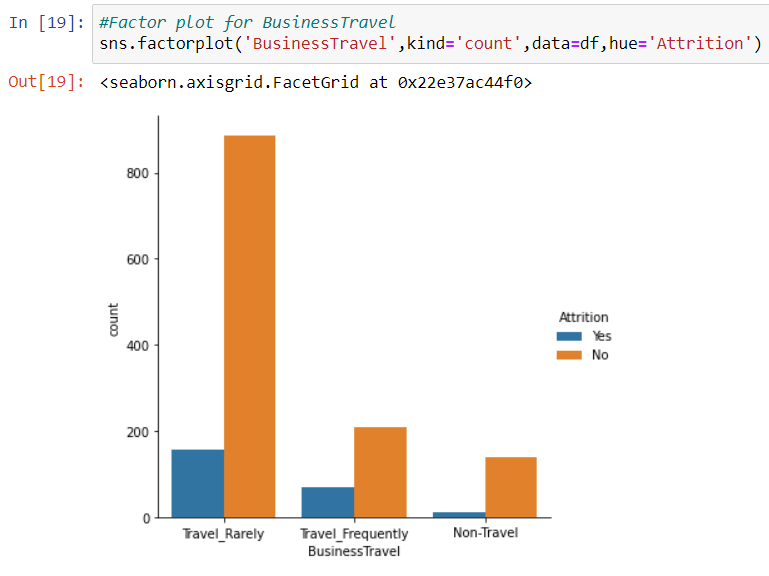 In [19]: #Factor plot for BusinessTravel
sns.factorplot('BusinessTravel',kind='count',data=df,hue='Attrition')
Out[19]: <seaborn.axisgrid.FacetGrid at 0x22e37ac44f0>
800
600
400
200
0
count
Travel_Rarely Travel_Frequently Non-Travel
BusinessTravel
Attrition
Yes
No